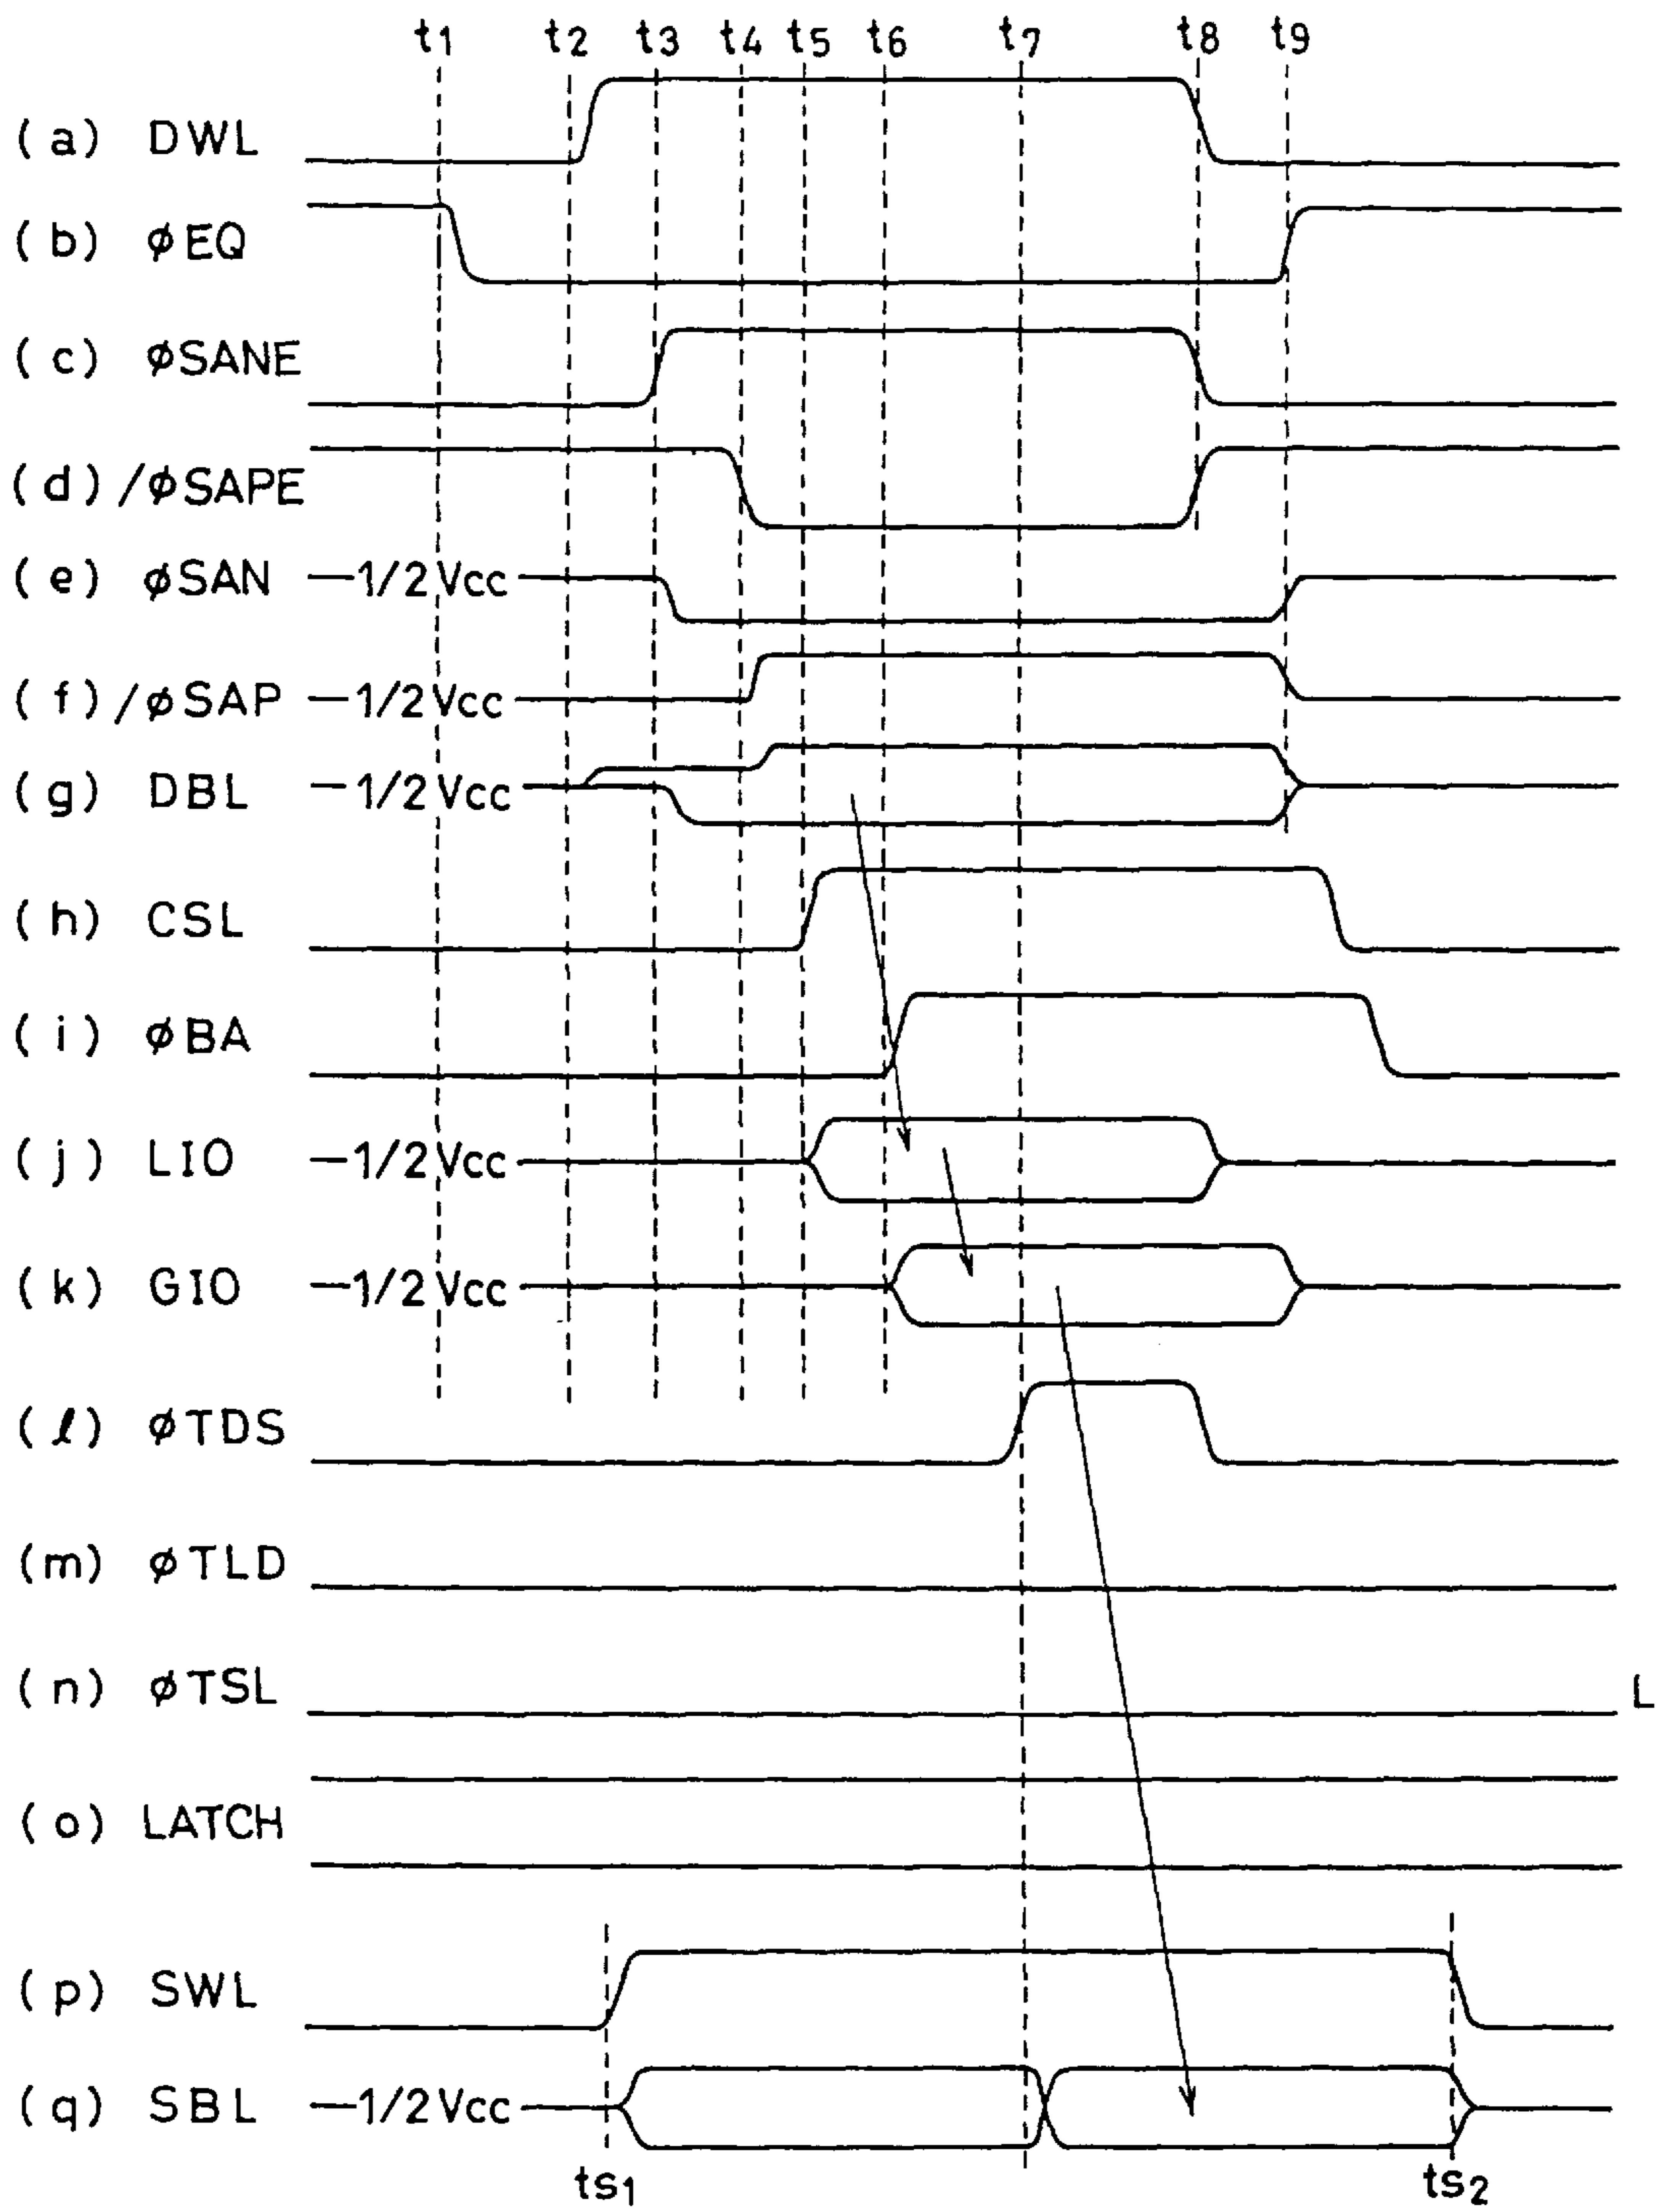 t1 t2 t3 t4 t5 t6 t7 t8 t9
(a) DWL
(b) φEQ
(c) φSANE
(d) /φSAPE
(e) φSAN —1/2 Vcc
(f) /φSAP —1/2 Vcc
(g) DBL —1/2 Vcc
(h) CSL
(i) φBA
(j) LIO —1/2 Vcc
(k) GIO —1/2 Vcc
(ℓ) φTDS
(m) φTLD
(n) φTSL L
(o) LATCH
(p) SWL
(q) SBL —1/2 Vcc
ts1 ts2